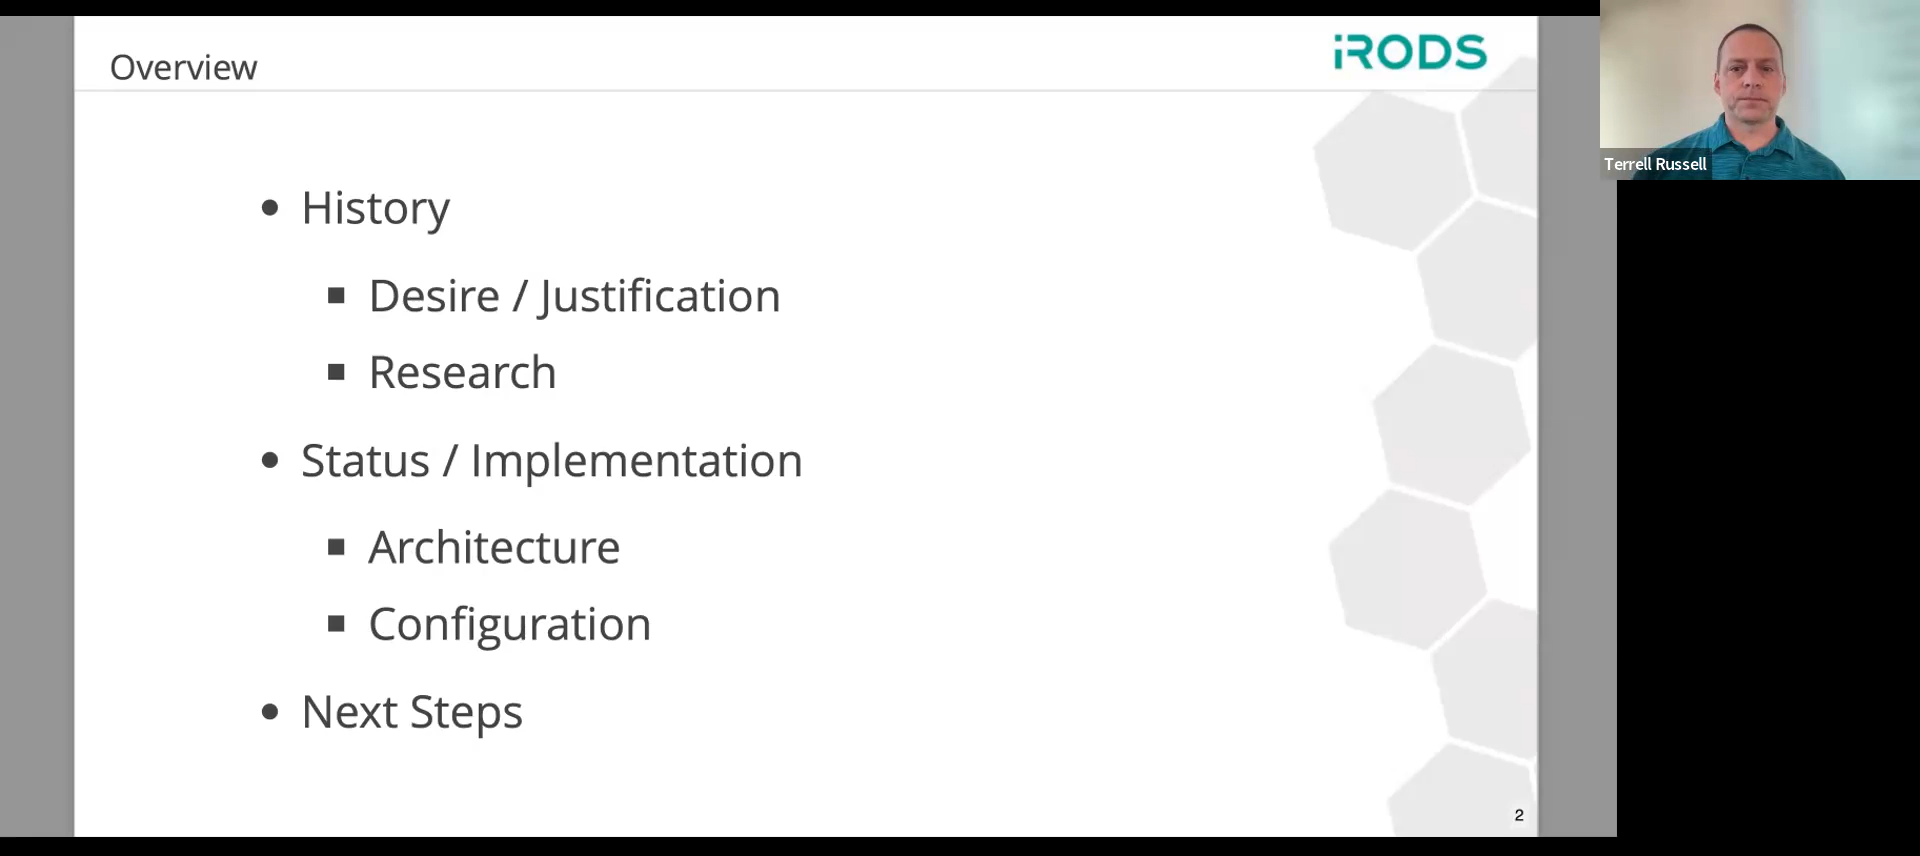 Overview
iRODS
Terrell Russell
History
Desire / Justification
Research
Status / Implementation
Architecture
Configuration
Next Steps
2